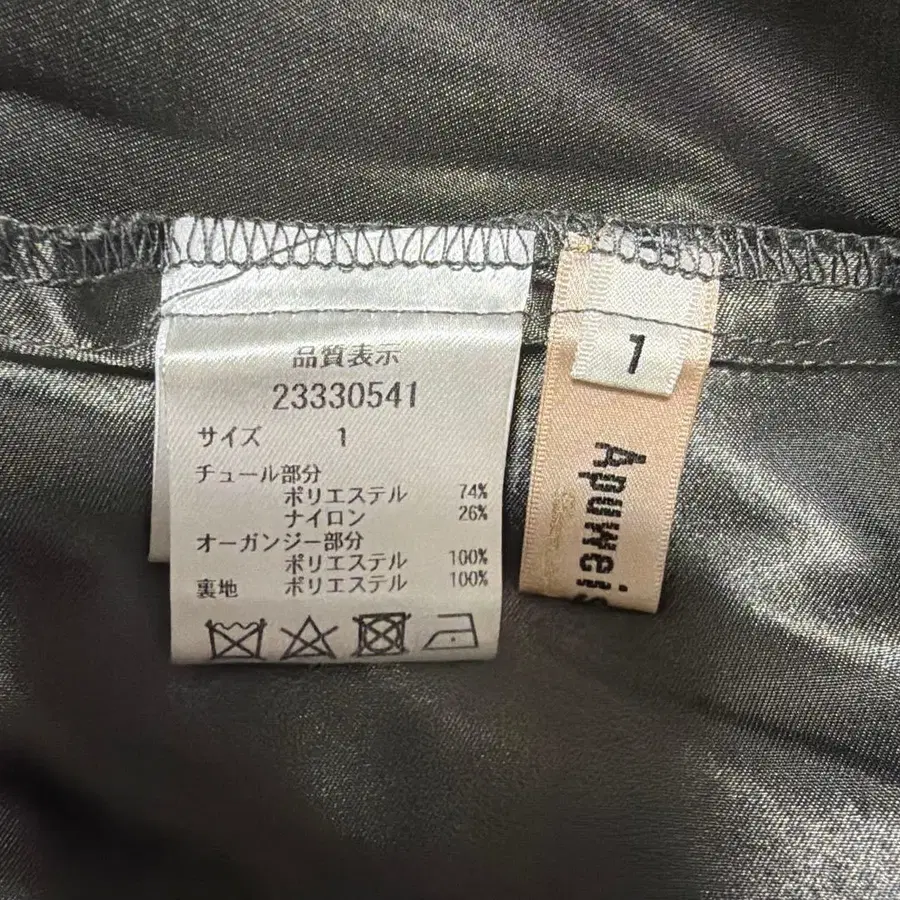 品質表示
23330541
サイズ 1
チュール部分
ポリエステル 74%
ナイロン 26%
オーガンジー部分
ポリエステル 100%
裏地 ポリエステル 100%
1
Apuweis